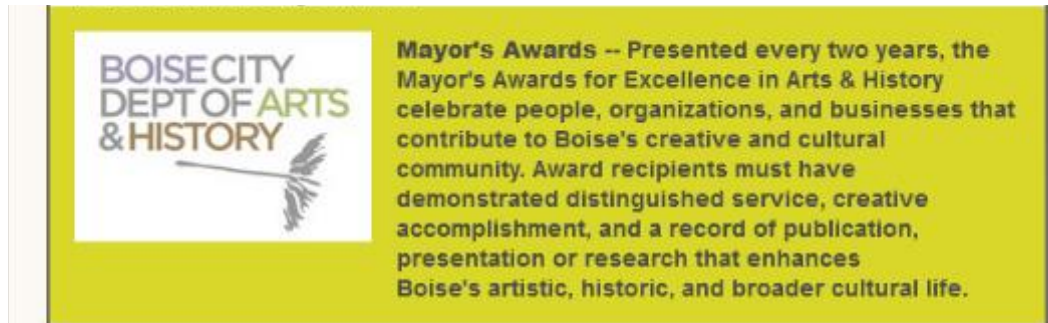 BOISE CITY
DEPT OF ARTS
& HISTORY
Mayor's Awards -- Presented every two years, the
Mayor's Awards for Excellence in Arts & History
celebrate people, organizations, and businesses that
contribute to Boise's creative and cultural
community. Award recipients must have
demonstrated distinguished service, creative
accomplishment, and a record of publication,
presentation or research that enhances
Boise's artistic, historic, and broader cultural life.